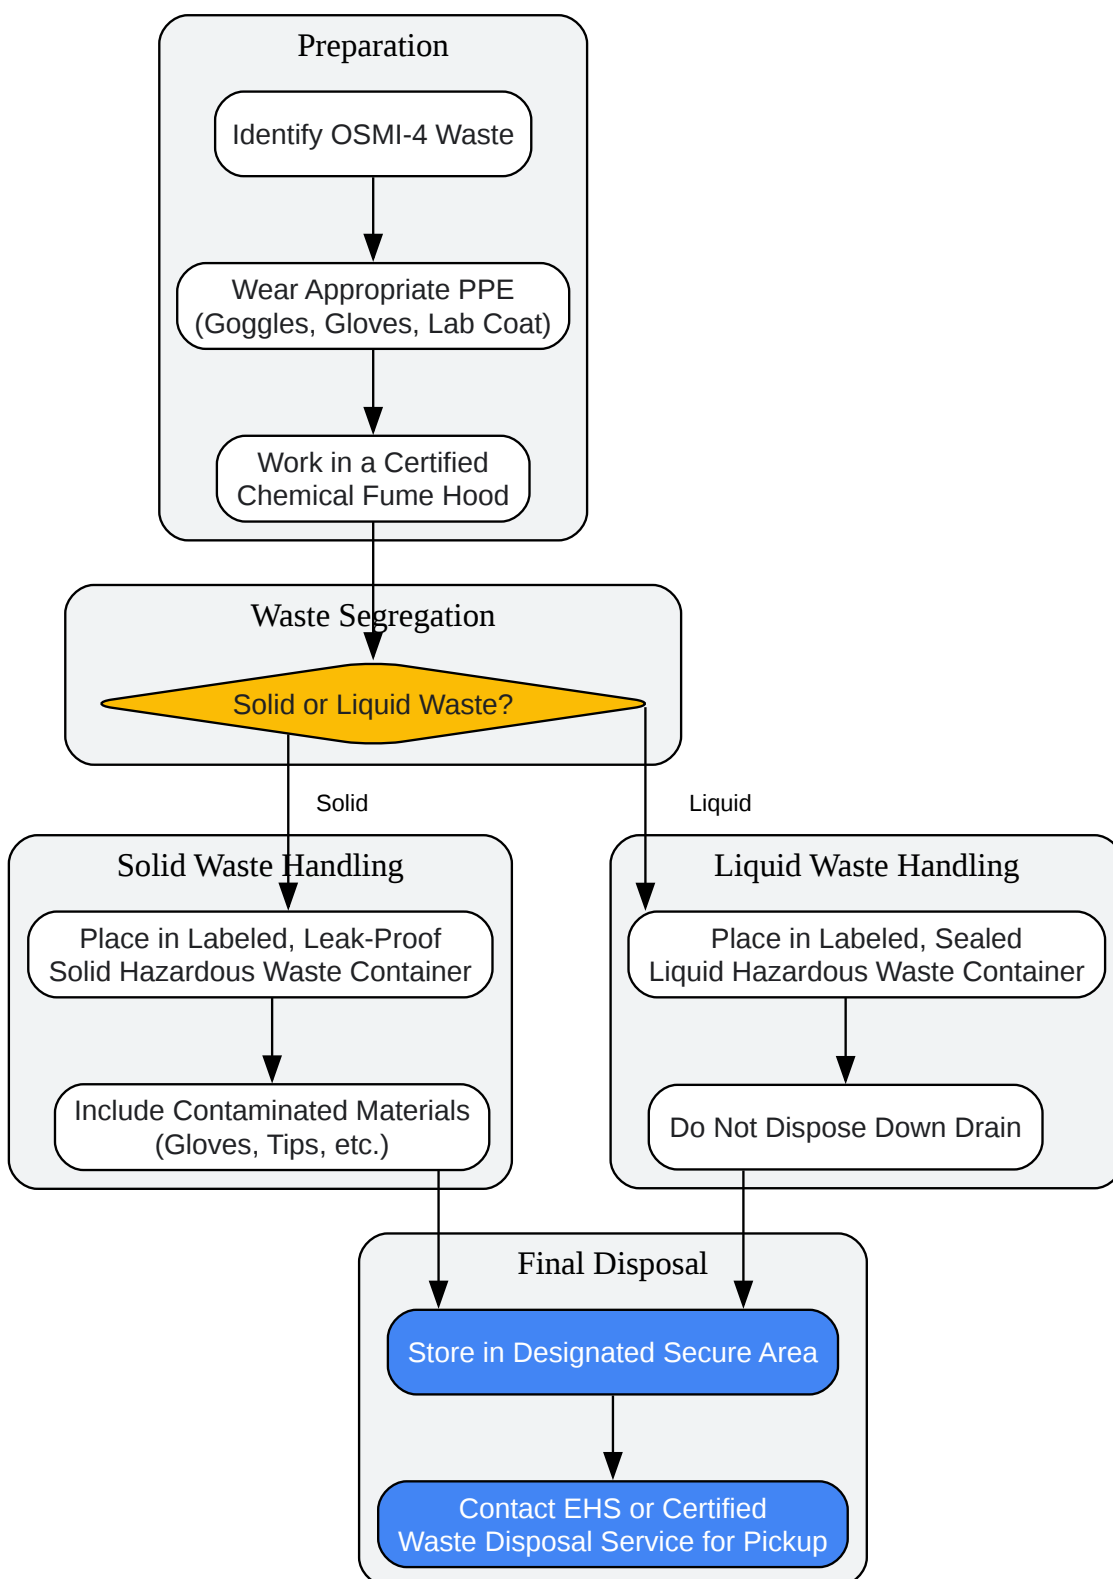 Preparation
Identify OSMI-4 Waste
Wear Appropriate PPE
(Goggles, Gloves, Lab Coat)
Work in a Certified
Chemical Fume Hood
Waste Segregation
Solid or Liquid Waste?
Solid
Liquid
Solid Waste Handling
Place in Labeled, Leak-Proof
Solid Hazardous Waste Container
Include Contaminated Materials
(Gloves, Tips, etc.)
Liquid Waste Handling
Place in Labeled, Sealed
Liquid Hazardous Waste Container
Do Not Dispose Down Drain
Final Disposal
Store in Designated Secure Area
Contact EHS or Certified
Waste Disposal Service for Pickup